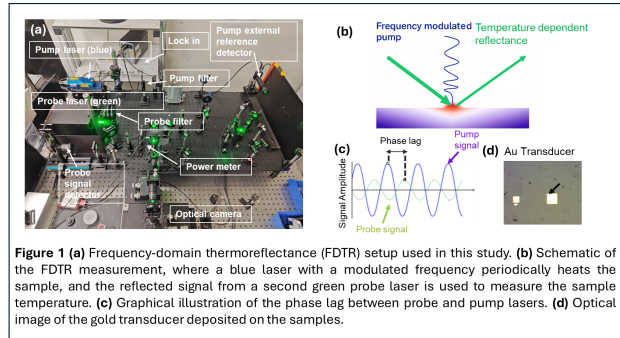 (a)
Pump laser (blue)
Lock in
Pump external
reference
detector
Pump filter
Probe laser (green)
Probe filter
Power meter
Probe
signal
detector
Optical camera
(b)
Frequency modulated
pump
Temperature dependent
reflectance
(c)
Phase lag
Pump
signal
Signal Amplitude
Probe signal
(d)
Au Transducer
Figure 1 (a) Frequency-domain thermoreflectance (FDTR) setup used in this study. (b) Schematic of
the FDTR measurement, where a blue laser with a modulated frequency periodically heats the
sample, and the reflected signal from a second green probe laser is used to measure the sample
temperature. (c) Graphical illustration of the phase lag between probe and pump lasers. (d) Optical
image of the gold transducer deposited on the samples.